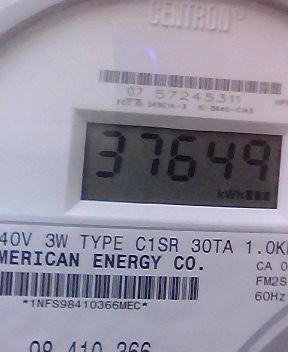 CENTRON
07 57245311
37649
kWh
40V 3W TYPE C1SR 30TA 1.0K
MERICAN ENERGY CO.
CA 0
FM2S
*1NFS98410366MEC*
60Hz
98 410 366